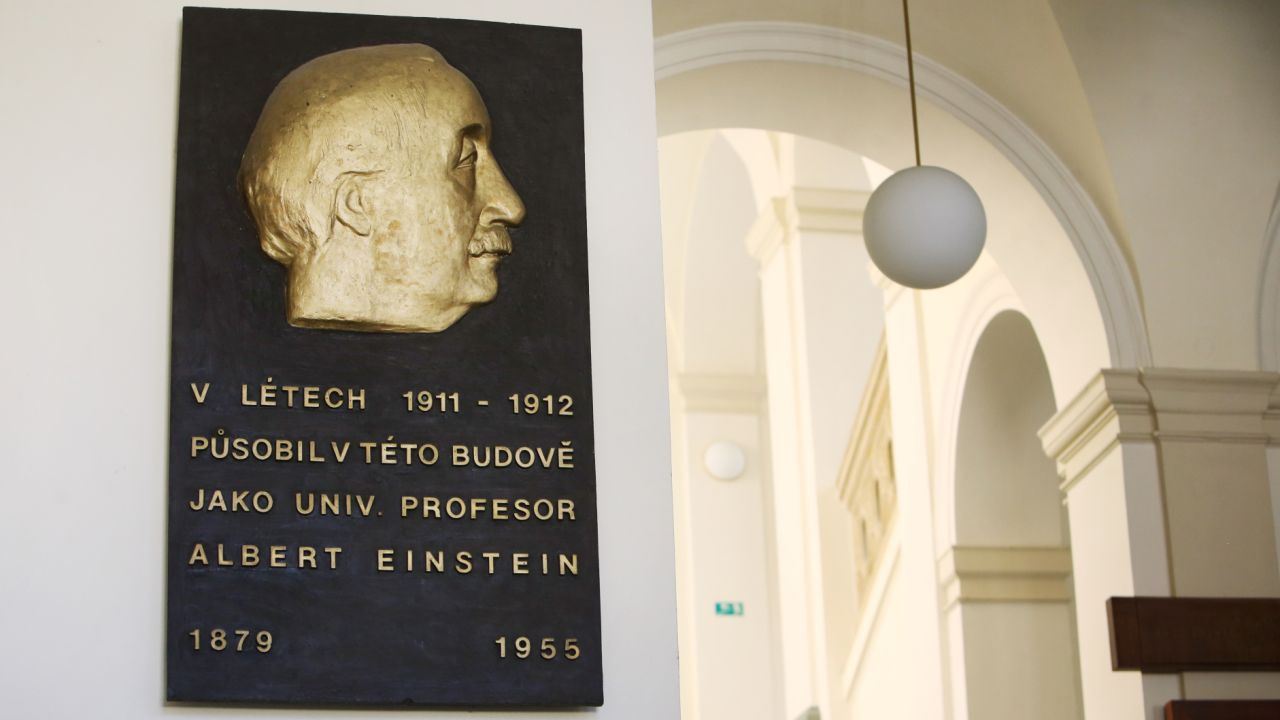 V LÉTECH 1911 - 1912
PŮSOBIL V TÉTO BUDOVĚ
JAKO UNIV. PROFESOR
ALBERT EINSTEIN
1879 1955